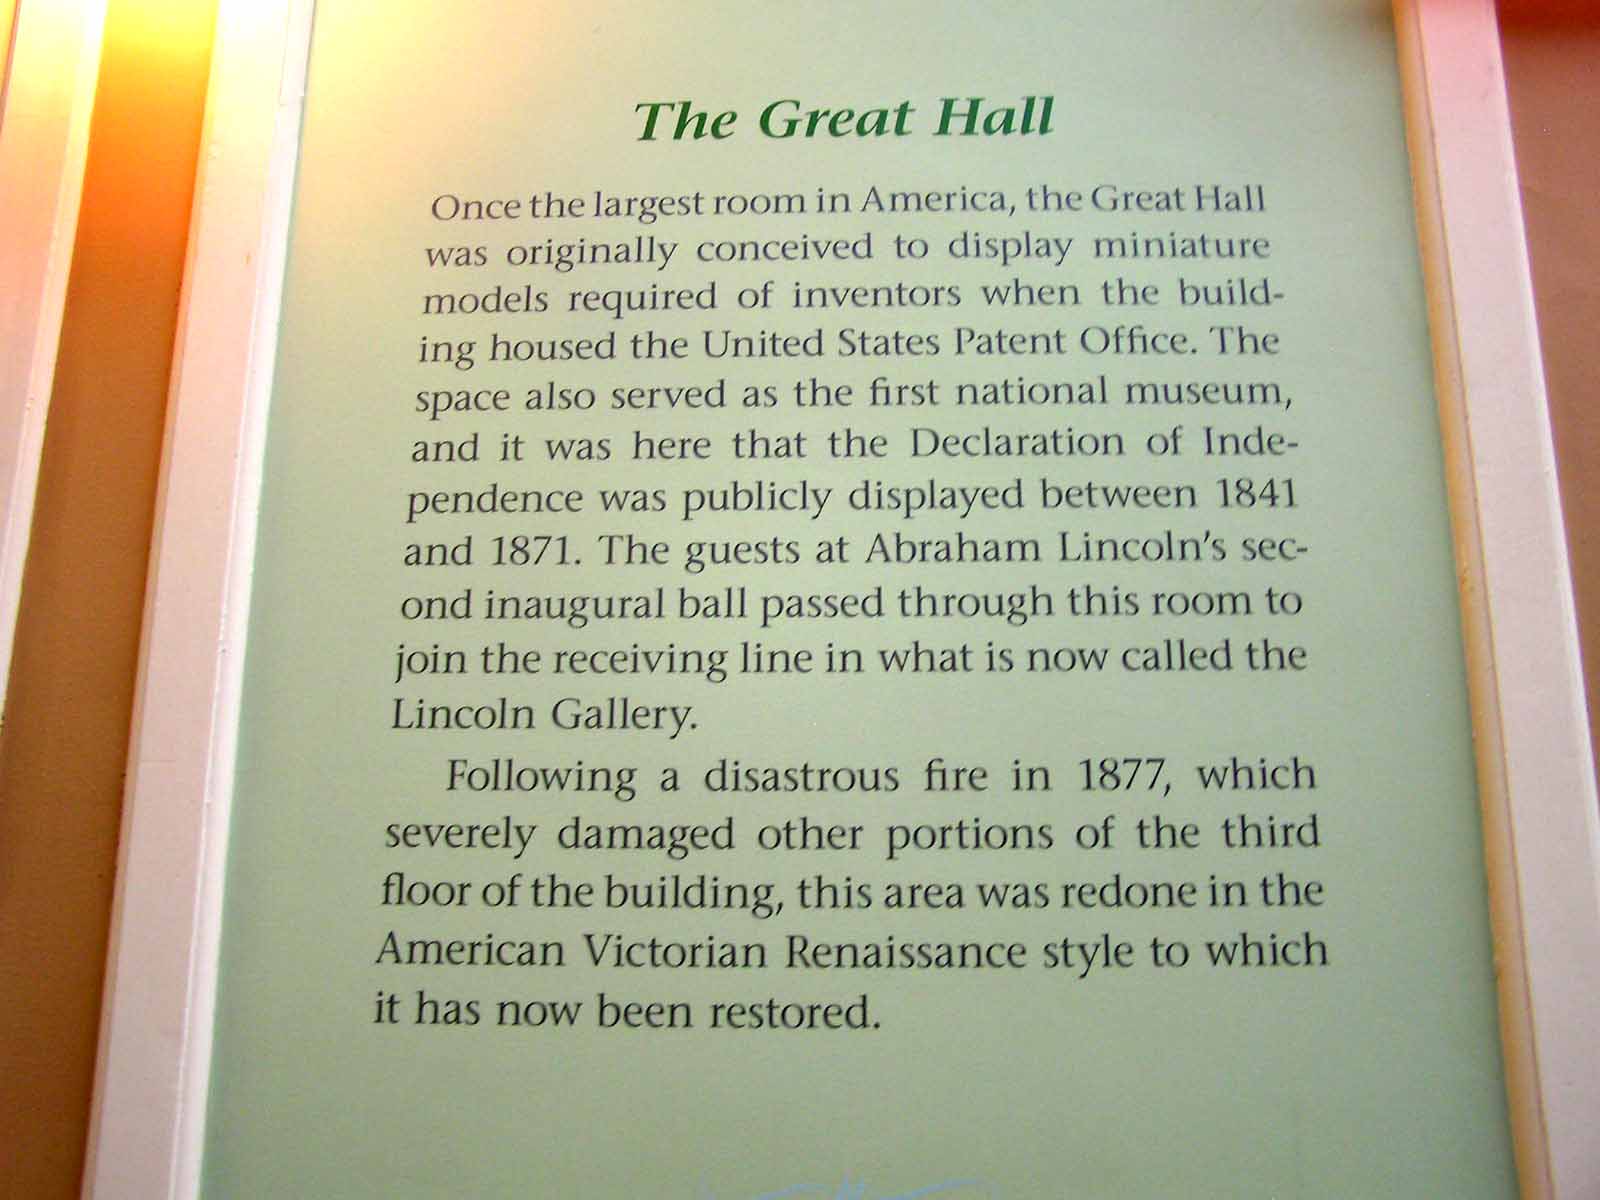 The Great Hall
Once the largest room in America, the Great Hall
was originally conceived to display miniature
models required of inventors when the build-
ing housed the United States Patent Office. The
space also served as the first national museum,
and it was here that the Declaration of Inde-
pendence was publicly displayed between 1841
and 1871. The guests at Abraham Lincoln's sec-
ond inaugural ball passed through this room to
join the receiving line in what is now called the
Lincoln Gallery.
Following a disastrous fire in 1877, which
severely damaged other portions of the third
floor of the building, this area was redone in the
American Victorian Renaissance style to which
it has now been restored.